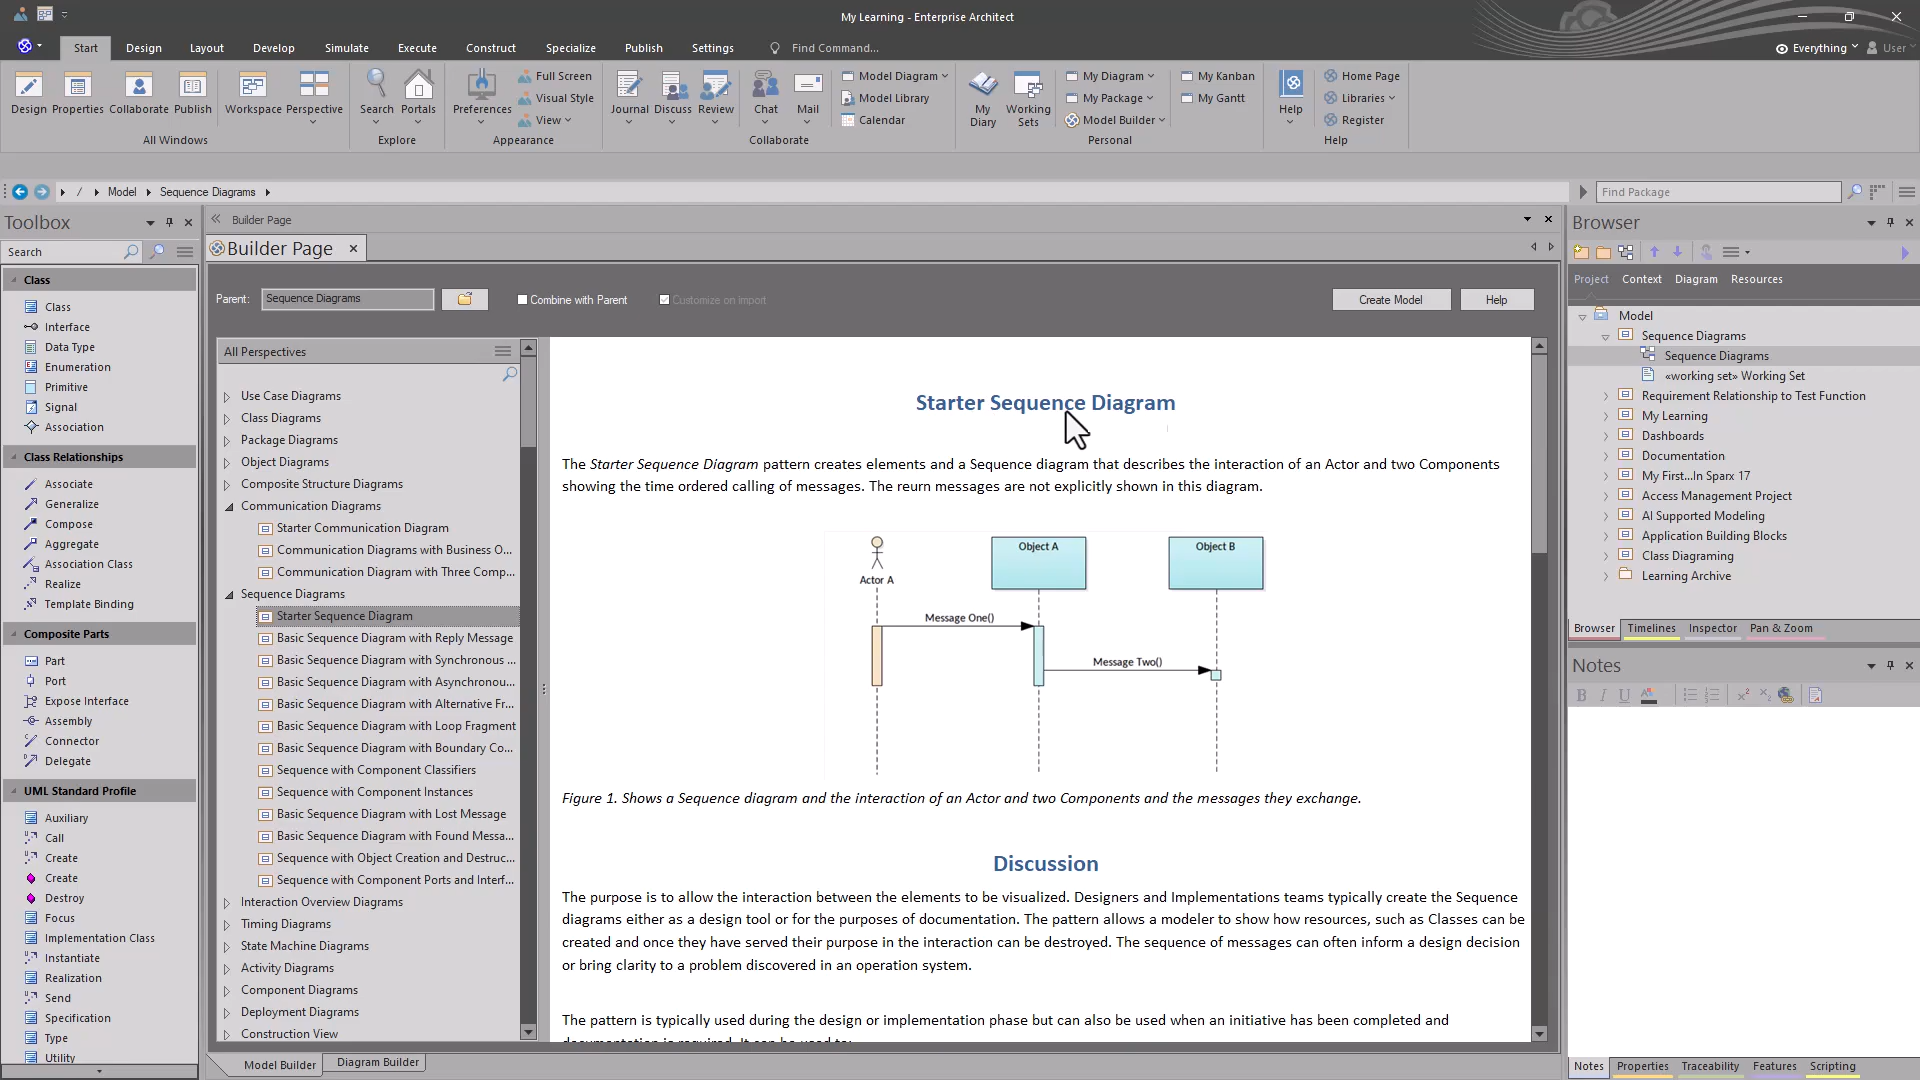 My Learning - Enterprise Architect
Start Design Layout Develop Simulate Execute Construct Specialize Publish Settings Find Command... Everything User
Design Properties Collaborate Publish
Workspace Perspective
All Windows
Search Portals
Explore
Preferences
Full Screen
Visual Style
View
Appearance
Journal Discuss Review Chat Mail
Model Diagram
Model Library
Calendar
Collaborate
My Diary
Working Sets
My Diagram
My Package
Model Builder
My Kanban
My Gantt
Personal
Help
Home Page
Libraries
Register
Help
/ Model Sequence Diagrams
Find Package
Toolbox
Search
Class
Class
Interface
Data Type
Enumeration
Primitive
Signal
Association
Class Relationships
Associate
Generalize
Compose
Aggregate
Association Class
Realize
Template Binding
Composite Parts
Part
Port
Expose Interface
Assembly
Connector
Delegate
UML Standard Profile
Auxiliary
Call
Create
Create
Destroy
Focus
Implementation Class
Instantiate
Realization
Send
Specification
Type
Utility
Builder Page
Builder Page
Parent: Sequence Diagrams
Combine with Parent
Customize on Import
Create Model
Help
All Perspectives
Use Case Diagrams
Class Diagrams
Package Diagrams
Object Diagrams
Composite Structure Diagrams
Communication Diagrams
Starter Communication Diagram
Communication Diagrams with Business O...
Communication Diagram with Three Comp...
Sequence Diagrams
Starter Sequence Diagram
Basic Sequence Diagram with Reply Message
Basic Sequence Diagram with Synchronous ...
Basic Sequence Diagram with Asynchronou...
Basic Sequence Diagram with Alternative Fr...
Basic Sequence Diagram with Loop Fragment
Basic Sequence Diagram with Boundary Co...
Sequence with Component Classifiers
Sequence with Component Instances
Basic Sequence Diagram with Lost Message
Basic Sequence Diagram with Found Messa...
Sequence with Object Creation and Destruc...
Sequence with Component Ports and Interf...
Interaction Overview Diagrams
Timing Diagrams
State Machine Diagrams
Activity Diagrams
Component Diagrams
Deployment Diagrams
Construction View
Starter Sequence Diagram
The Starter Sequence Diagram pattern creates elements and a Sequence diagram that describes the interaction of an Actor and two Components
showing the time ordered calling of messages. The reurn messages are not explicitly shown in this diagram.
Actor A
Object A
Object B
Message One()
Message Two()
Figure 1. Shows a Sequence diagram and the interaction of an Actor and two Components and the messages they exchange.
Discussion
The purpose is to allow the interaction between the elements to be visualized. Designers and Implementations teams typically create the Sequence
diagrams either as a design tool or for the purposes of documentation. The pattern allows a modeler to show how resources, such as Classes can be
created and once they have served their purpose in the interaction can be destroyed. The sequence of messages can often inform a design decision
or bring clarity to a problem discovered in an operation system.
The pattern is typically used during the design or implementation phase but can also be used when an initiative has been completed and
documentation is required. It can be used to:
Model Builder Diagram Builder
Browser
Project Context Diagram Resources
Model
Sequence Diagrams
Sequence Diagrams
«working set» Working Set
Requirement Relationship to Test Function
My Learning
Dashboards
Documentation
My First...In Sparx 17
Access Management Project
AI Supported Modeling
Application Building Blocks
Class Diagraming
Learning Archive
Browser Timelines Inspector Pan & Zoom
Notes
B I U A
Notes Properties Traceability Features Scripting